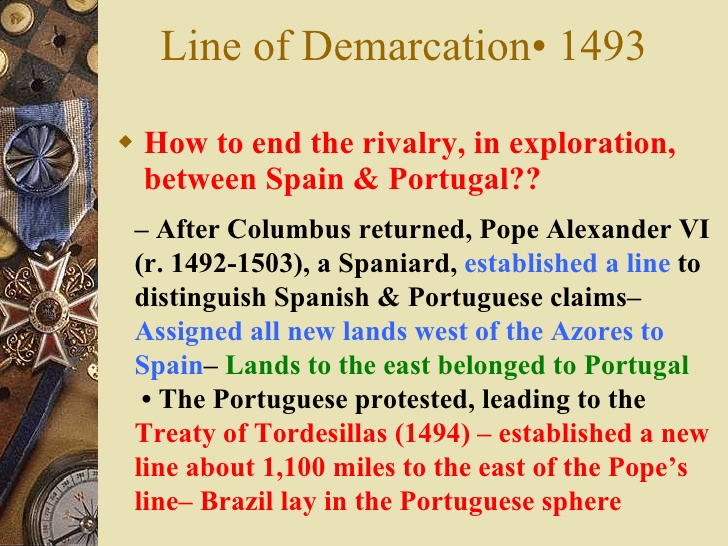 Line of Demarcation• 1493
How to end the rivalry, in exploration,
between Spain & Portugal??
– After Columbus returned, Pope Alexander VI
(r. 1492-1503), a Spaniard, established a line to
distinguish Spanish & Portuguese claims–
Assigned all new lands west of the Azores to
Spain– Lands to the east belonged to Portugal
• The Portuguese protested, leading to the
Treaty of Tordesillas (1494) – established a new
line about 1,100 miles to the east of the Pope’s
line– Brazil lay in the Portuguese sphere